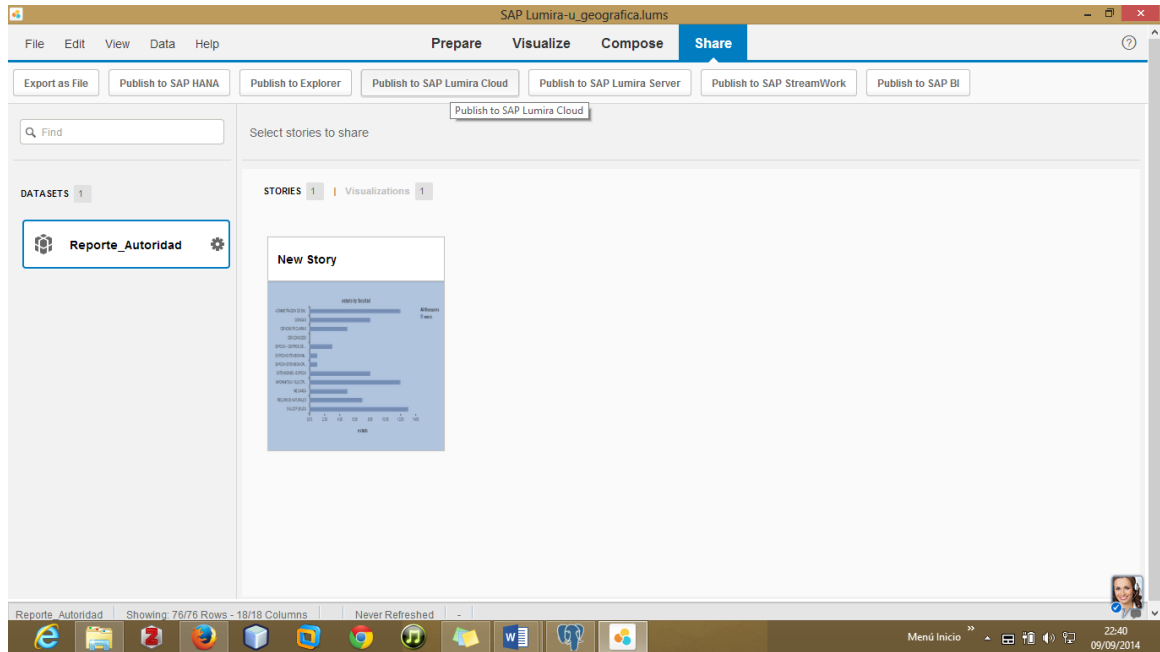 SAP Lumira-u_geografica.lums
File Edit View Data Help
Prepare Visualize Compose Share
Export as File
Publish to SAP HANA
Publish to Explorer
Publish to SAP Lumira Cloud
Publish to SAP Lumira Server
Publish to SAP StreamWork
Publish to SAP BI
Publish to SAP Lumira Cloud
Find
Select stories to share
DATASETS 1
STORIES 1 | Visualizations 1
Reporte_Autoridad
New Story
Reporte_Autoridad
Showing: 76/76 Rows - 18/18 Columns
Never Refreshed
-
Menú Inicio
22:40
09/09/2014